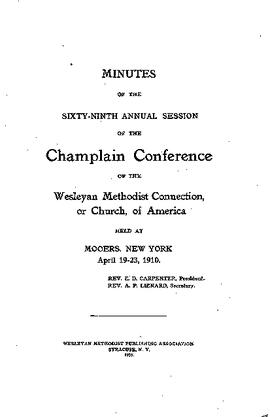 MINUTES
OF THE
SIXTY-NINTH ANNUAL SESSION
OF THE
Champlain Conference
OF THE
Wesleyan Methodist Connection,
or Church, of America
HELD AT
MOOERS, NEW YORK
April 19-23, 1910.
REV. E. D. CARPENTER, President.
REV. A. P. LIENARD, Secretary.
WESLEYAN METHODIST PUBLISHING ASSOCIATION
SYRACUSE, N. Y.